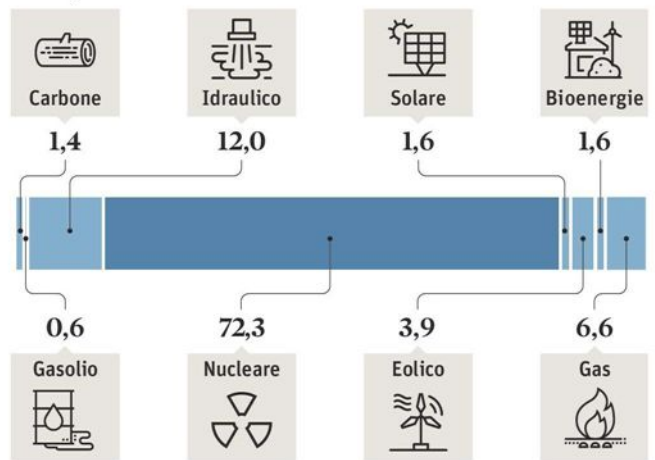 Carbone
Idraulico
Solare
Bioenergie
1,4
12,0
1,6
1,6
0,6
72,3
3,9
6,6
Gasolio
Nucleare
Eolico
Gas